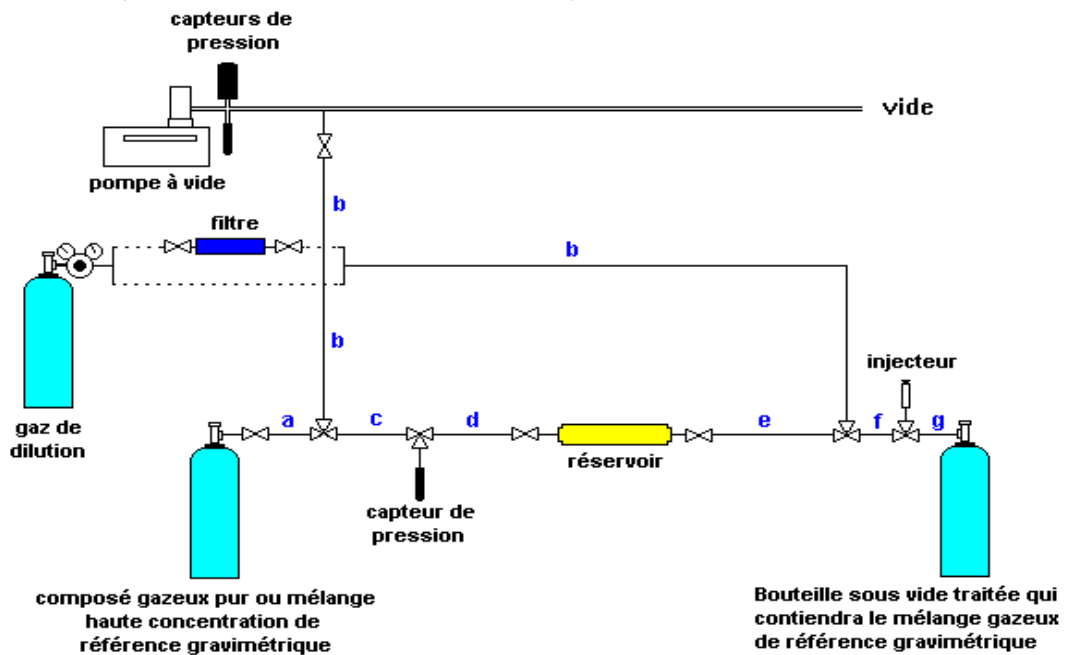 capteurs de
pression
vide
pompe à vide
b
filtre
b
b
injecteur
gaz de
dilution
a
c
d
e
f
g
réservoir
capteur de
pression
composé gazeux pur ou mélange
haute concentration de
référence gravimétrique
Bouteille sous vide traitée qui
contiendra le mélange gazeux
de référence gravimétrique